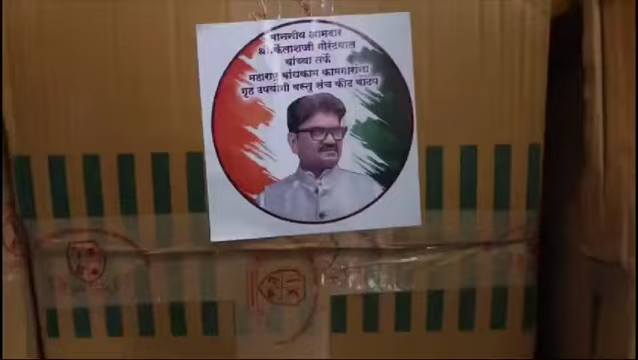 माननीय आमदार
श्री.कैलाशजी गोरंट्याल
यांच्या तर्फे
महाराष्ट्र बांधकाम कामगारांना
गृह उपयोगी वस्तु संच कीट वाटप